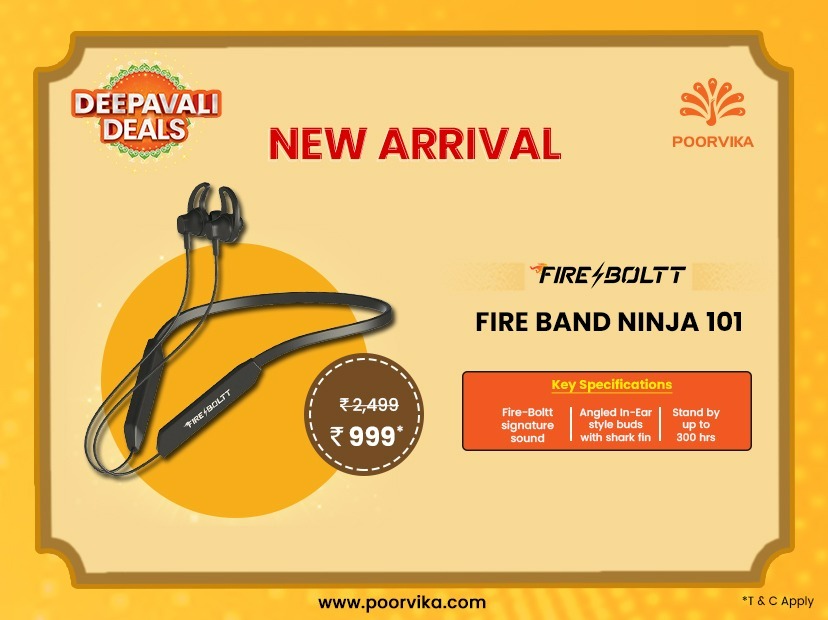 DEEPAVALI
DEALS
NEW ARRIVAL
POORVIKA
FIRE BOLTT
FIRE BAND NINJA 101
FIRE BOLTT
₹ 2,499
₹ 999*
Key Specifications
Fire-Boltt
signature
sound
Angled In-Ear
style buds
with shark fin
Stand by
up to
300 hrs
www.poorvika.com
*T & C Apply